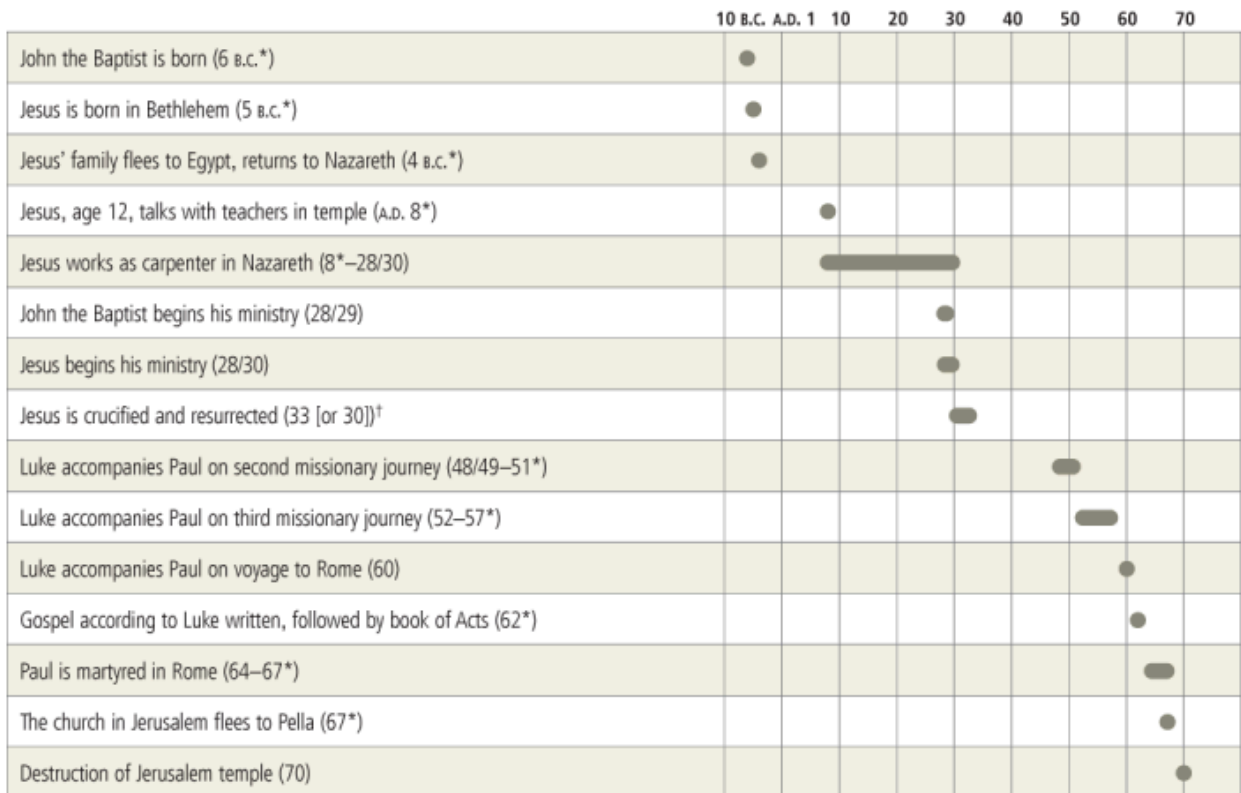 10 B.C. A.D. 1 10 20 30 40 50 60 70
John the Baptist is born (6 B.C.*)
Jesus is born in Bethlehem (5 B.C.*)
Jesus’ family flees to Egypt, returns to Nazareth (4 B.C.*)
Jesus, age 12, talks with teachers in temple (A.D. 8*)
Jesus works as carpenter in Nazareth (8*–28/30)
John the Baptist begins his ministry (28/29)
Jesus begins his ministry (28/30)
Jesus is crucified and resurrected (33 [or 30])†
Luke accompanies Paul on second missionary journey (48/49–51*)
Luke accompanies Paul on third missionary journey (52–57*)
Luke accompanies Paul on voyage to Rome (60)
Gospel according to Luke written, followed by book of Acts (62*)
Paul is martyred in Rome (64–67*)
The church in Jerusalem flees to Pella (67*)
Destruction of Jerusalem temple (70)